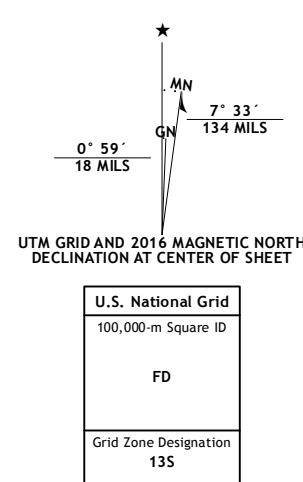 ★
MN
7° 33´
134 MILS
GN
0° 59´
18 MILS
UTM GRID AND 2016 MAGNETIC NORTH
DECLINATION AT CENTER OF SHEET
U.S. National Grid
100,000-m Square ID
FD
Grid Zone Designation
13S